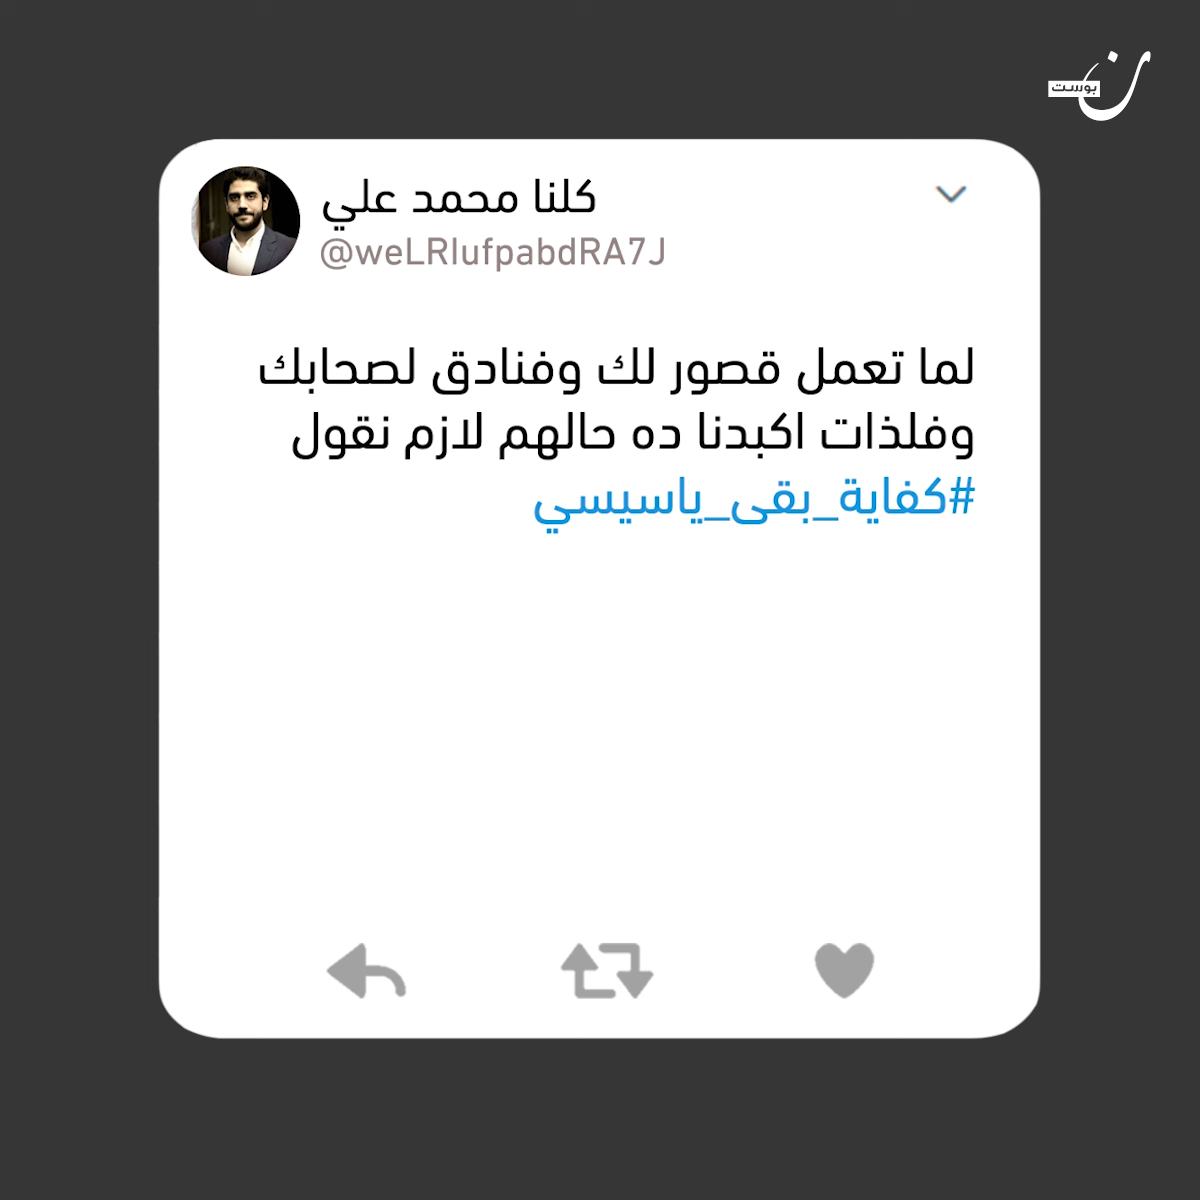 ن بوست
كلنا محمد علي
@weLRlufpabdRA7J
لما تعمل قصور لك وفنادق لصحابك
وفلذات اكبدنا ده حالهم لازم نقول
#كفاية_بقى_ياسيسي